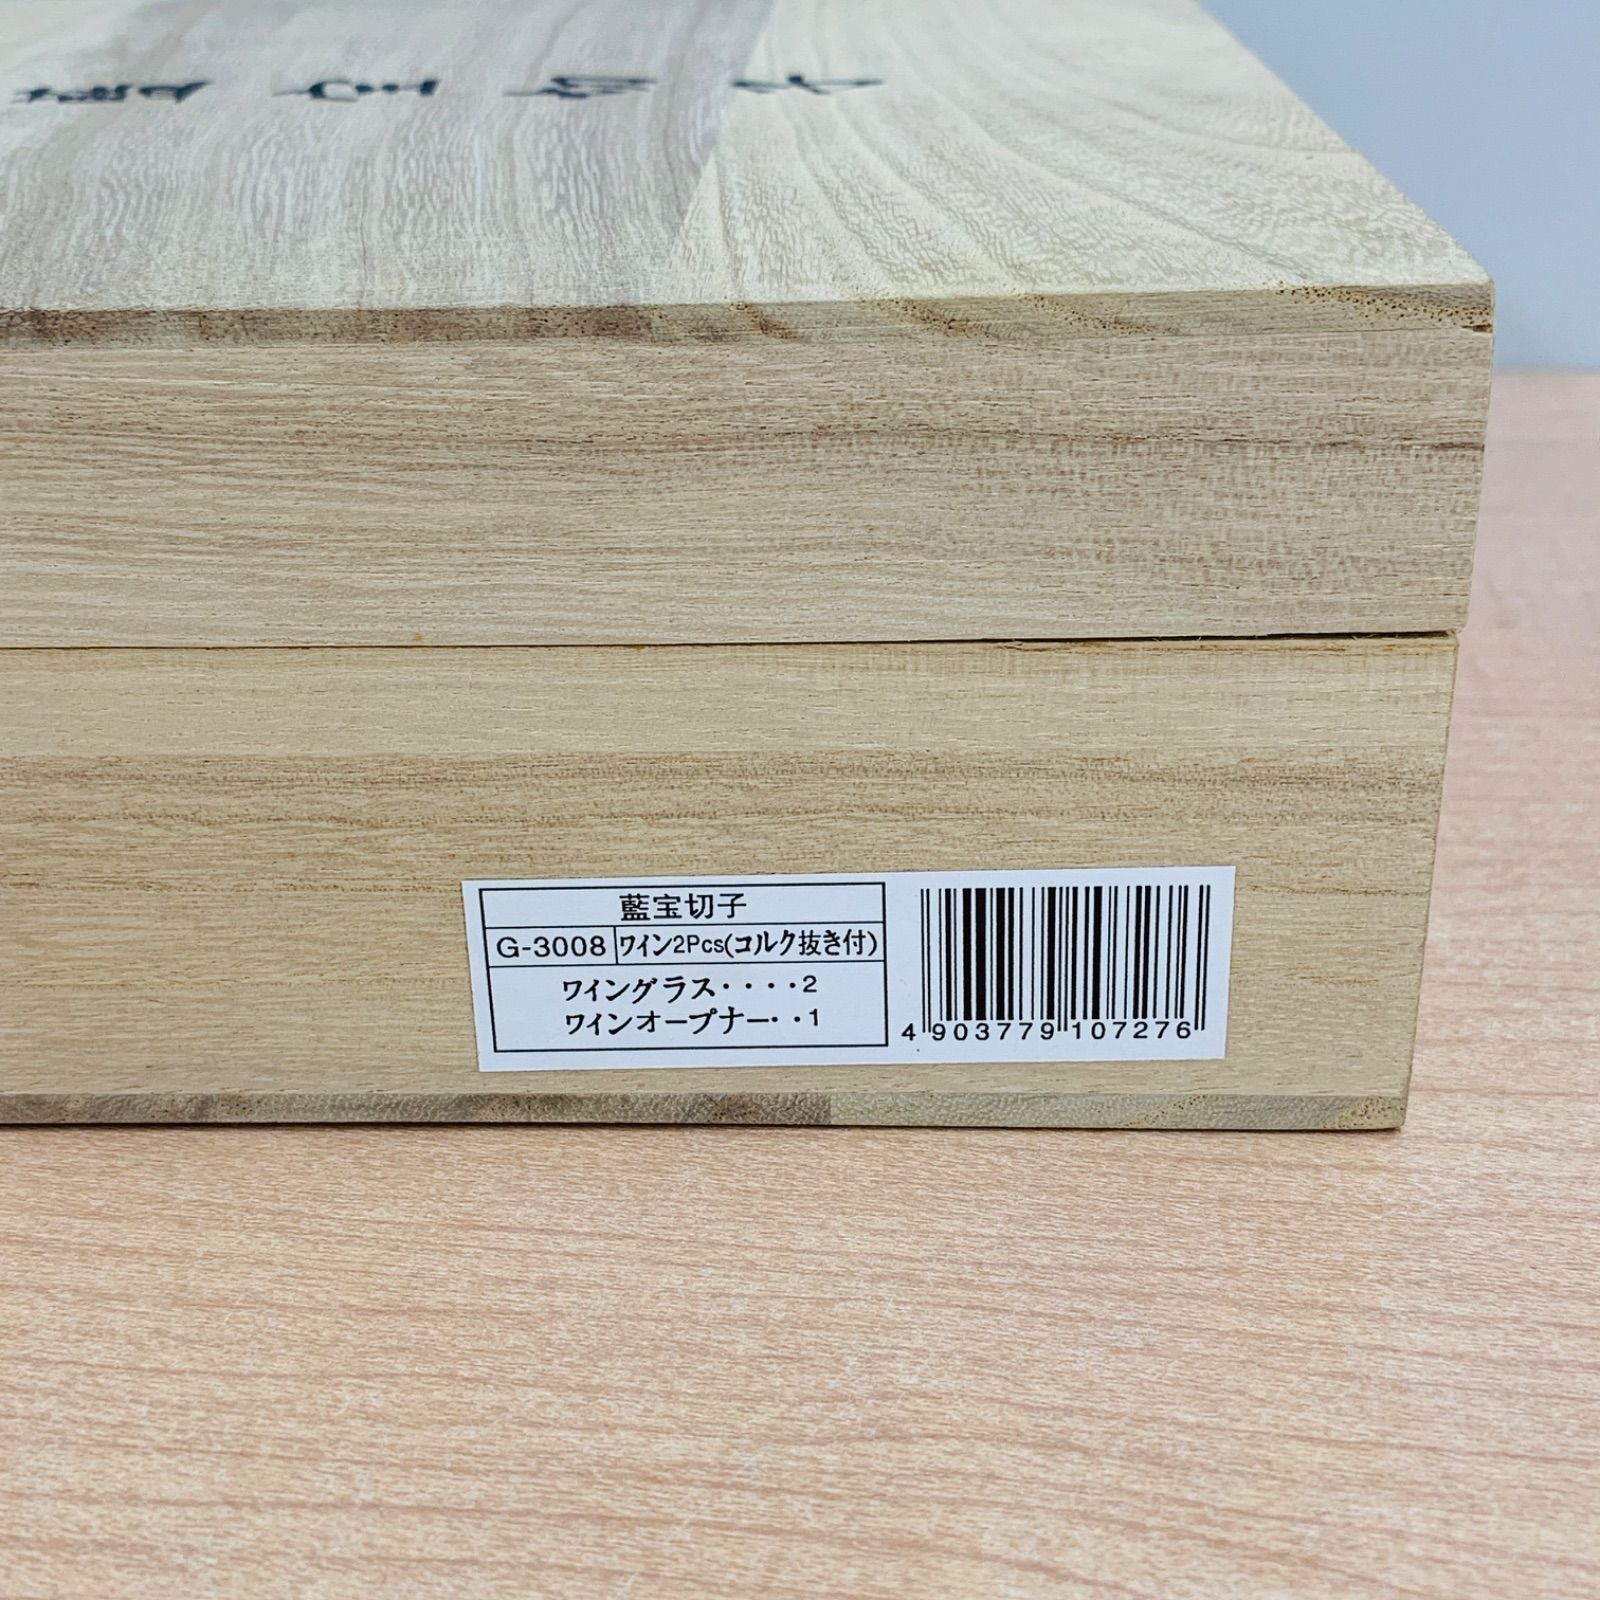 藍宝切子
G-3008 ワイン2Pcs(コルク抜き付)
ワイングラス・・・・2
ワインオープナー・・1
4 903779 107276